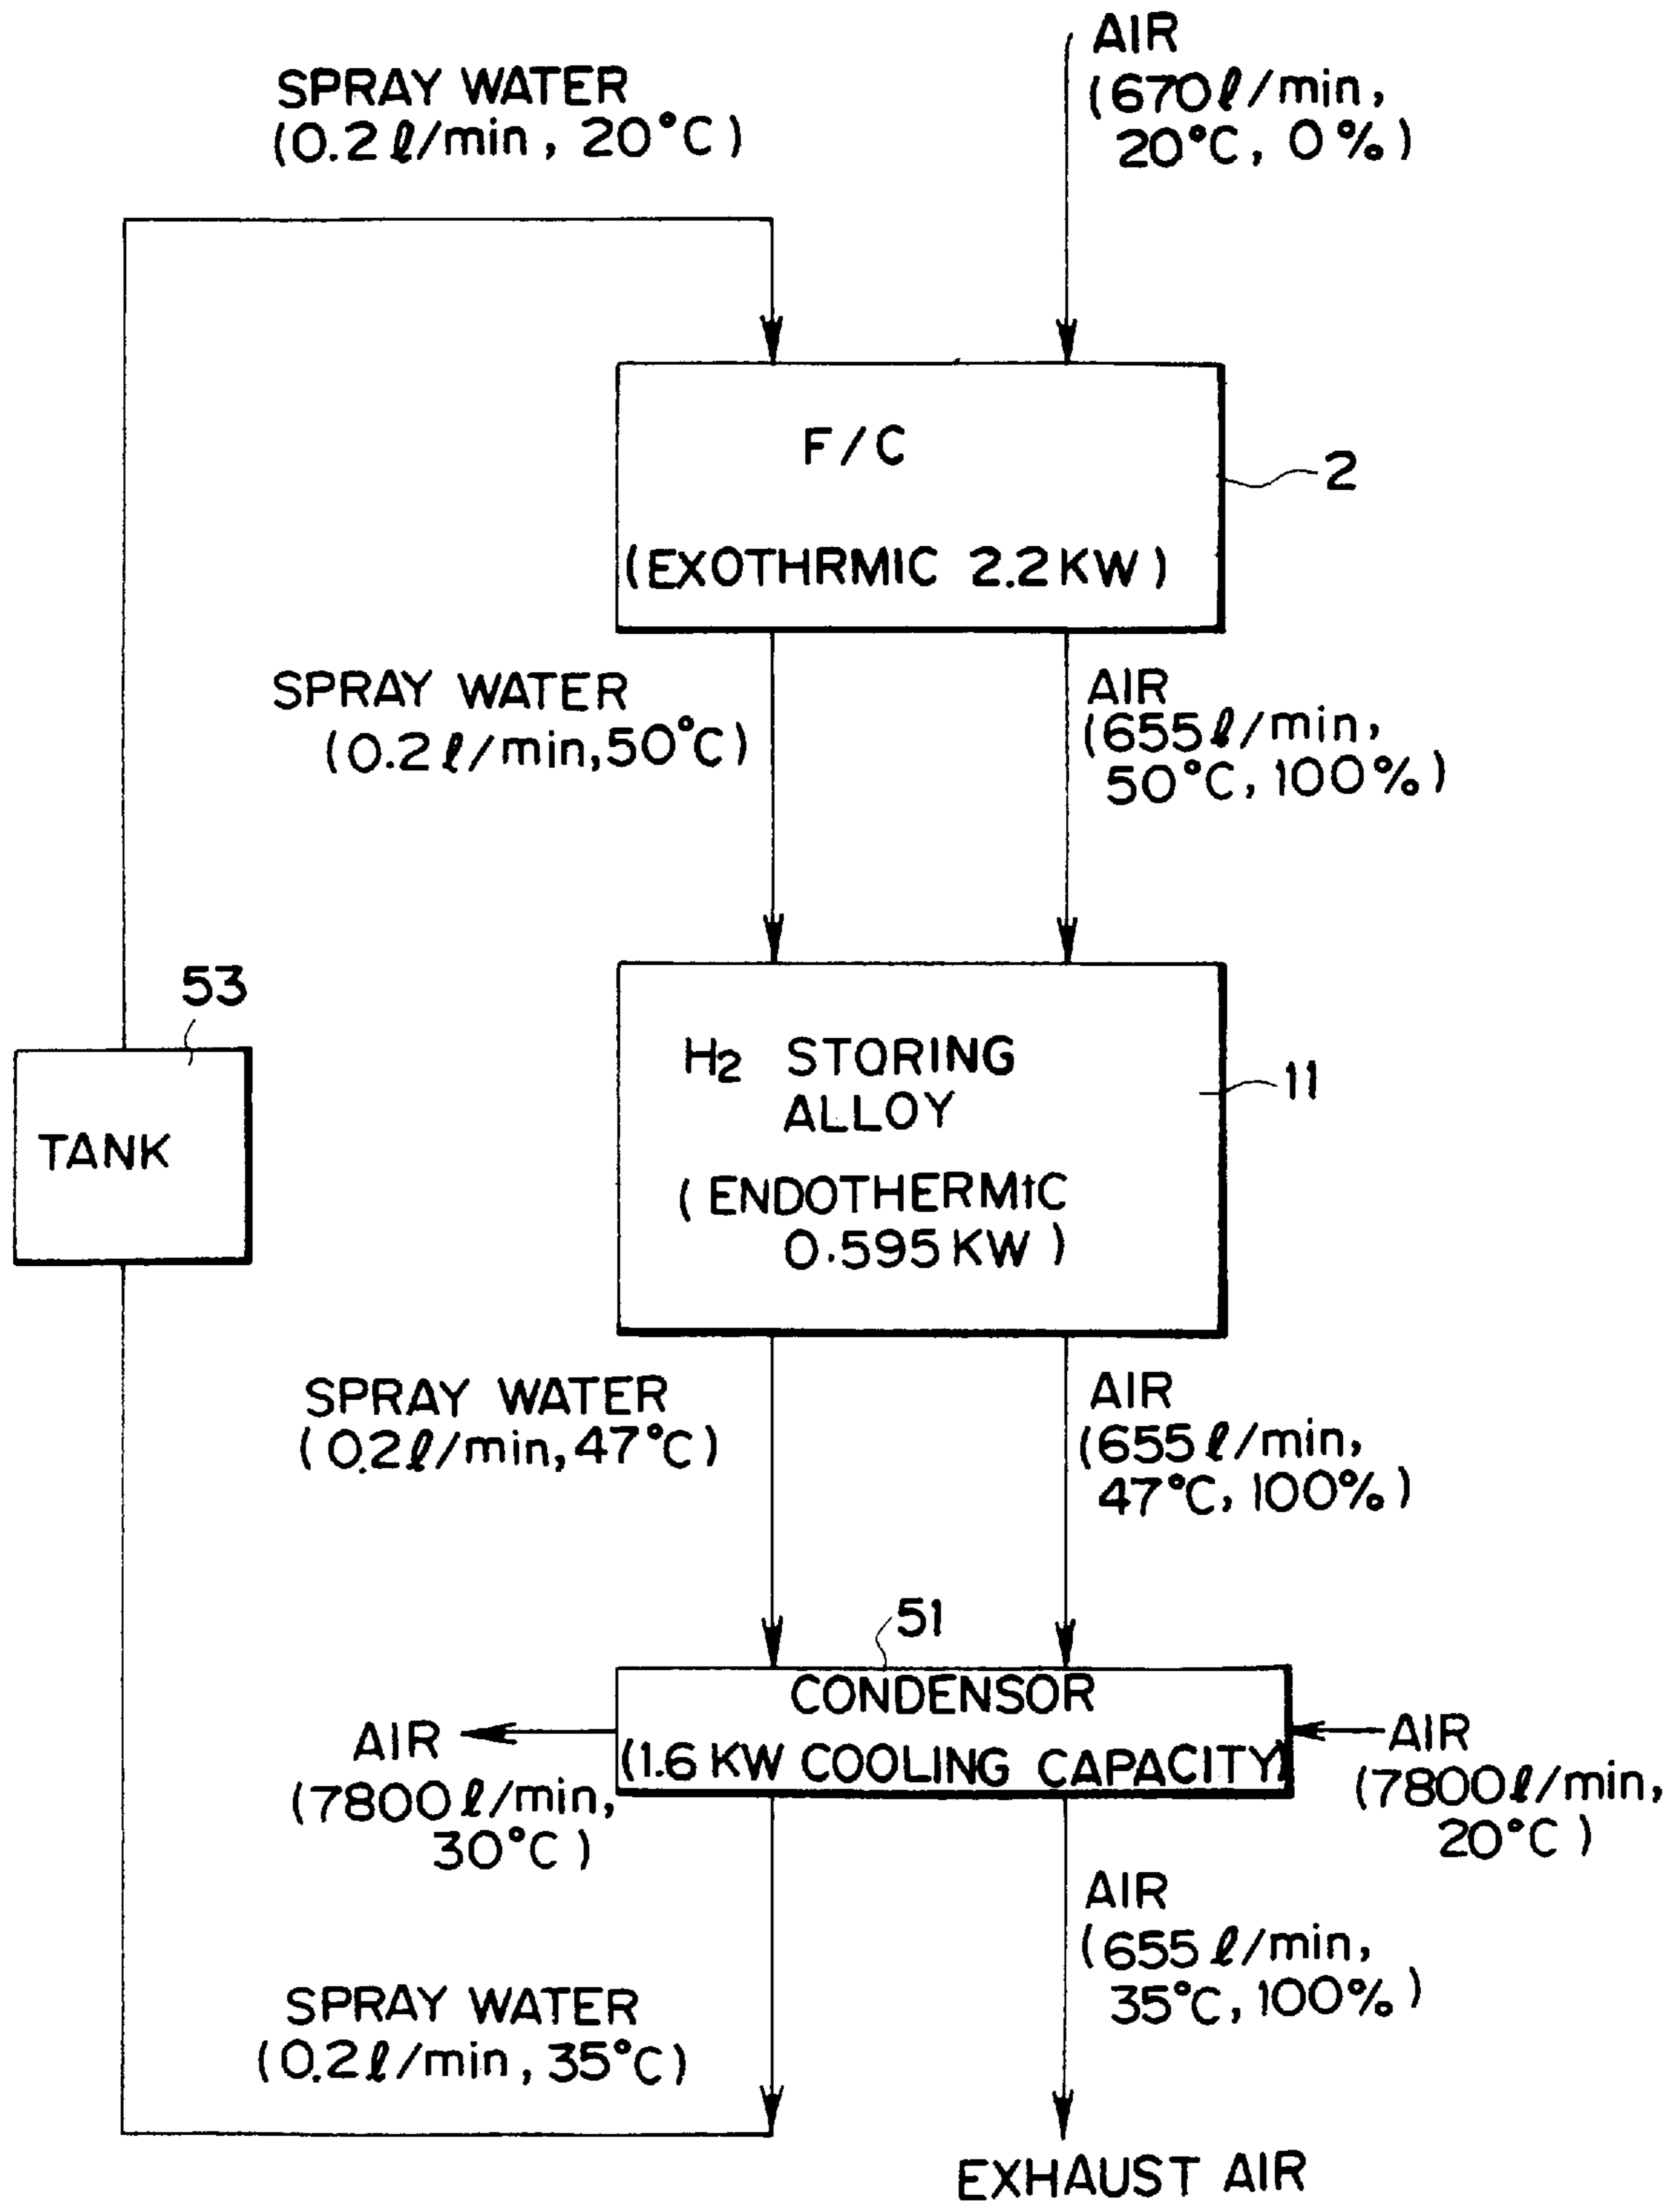 AIR
(670ℓ/min,
20°C, 0%)
SPRAY WATER
(0.2ℓ/min, 20°C)
F/C
(EXOTHRMIC 2.2KW)
2
SPRAY WATER
(0.2ℓ/min,50°C)
AIR
(655ℓ/min,
50°C, 100%)
53
TANK
H2 STORING
ALLOY
(ENDOTHERMIC
0.595KW)
11
SPRAY WATER
(0.2ℓ/min,47°C)
AIR
(655ℓ/min,
47°C, 100%)
51
CONDENSOR
(1.6 KW COOLING CAPACITY)
AIR
(7800ℓ/min,
30°C)
AIR
(7800ℓ/min,
20°C)
AIR
(655ℓ/min,
35°C, 100%)
SPRAY WATER
(0.2ℓ/min, 35°C)
EXHAUST AIR